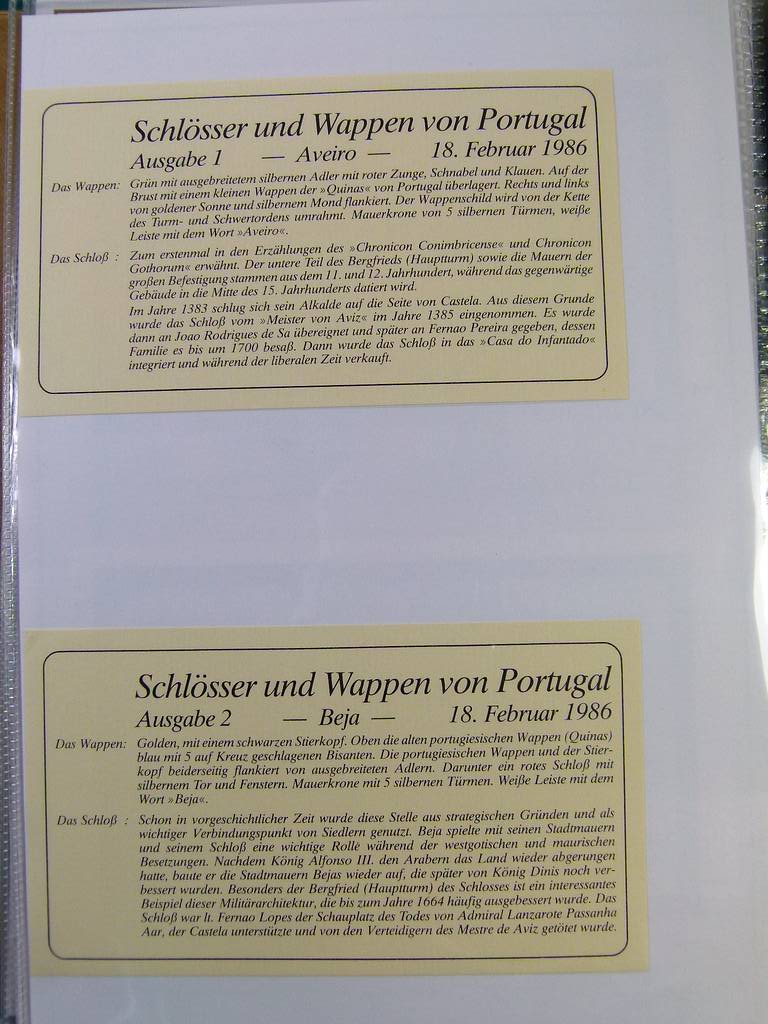 Schlösser und Wappen von Portugal
Ausgabe 1 — Aveiro — 18. Februar 1986
Das Wappen: Grün mit ausgebreitetem silbernen Adler mit roter Zunge, Schnabel und Klauen. Auf der
Brust mit einem kleinen Wappen der »Quinas« von Portugal überlagert. Rechts und links
von goldener Sonne und silbernem Mond flankiert. Der Wappenschild wird von der Kette
des Turm- und Schwertordens umrahmt. Mauerkrone von 5 silbernen Türmen, weiße
Leiste mit dem Wort »Aveiro«.
Das Schloß : Zum erstenmal in den Erzählungen des »Chronicon Conimbricense« und Chronicon
Gothorum« erwähnt. Der untere Teil des Bergfrieds (Hauptturm) sowie die Mauern der
großen Befestigung stammen aus dem 11. und 12. Jahrhundert, während das gegenwärtige
Gebäude in die Mitte des 15. Jahrhunderts datiert wird.
Im Jahre 1383 schlug sich sein Alkalde auf die Seite von Castela. Aus diesem Grunde
wurde das Schloß vom »Meister von Aviz« im Jahre 1385 eingenommen. Es wurde
dann an Joao Rodrigues de Sa übereignet und später an Fernao Pereira gegeben, dessen
Familie es bis um 1700 besaß. Dann wurde das Schloß in das »Casa do Infantado«
integriert und während der liberalen Zeit verkauft.
Schlösser und Wappen von Portugal
Ausgabe 2 — Beja — 18. Februar 1986
Das Wappen: Golden, mit einem schwarzen Stierkopf. Oben die alten portugiesischen Wappen (Quinas)
blau mit 5 auf Kreuz geschlagenen Bisanten. Die portugiesischen Wappen und der Stier-
kopf beiderseitig flankiert von ausgebreiteten Adlern. Darunter ein rotes Schloß mit
silbernem Tor und Fenstern. Mauerkrone mit 5 silbernen Türmen. Weiße Leiste mit dem
Wort »Beja«.
Das Schloß : Schon in vorgeschichtlicher Zeit wurde diese Stelle aus strategischen Gründen und als
wichtiger Verbindungspunkt von Siedlern genutzt. Beja spielte mit seinen Stadtmauern
und seinem Schloß eine wichtige Rolle während der westgotischen und maurischen
Besetzungen. Nachdem König Alfonso III. den Arabern das Land wieder abgerungen
hatte, baute er die Stadtmauern Bejas wieder auf, die später von König Dinis noch ver-
bessert wurden. Besonders der Bergfried (Hauptturm) des Schlosses ist ein interessantes
Beispiel dieser Militärarchitektur, die bis zum Jahre 1664 häufig ausgebessert wurde. Das
Schloß war lt. Fernao Lopes der Schauplatz des Todes von Admiral Lanzarote Passanha
Aar, der Castela unterstützte und von den Verteidigern des Mestre de Aviz getötet wurde.